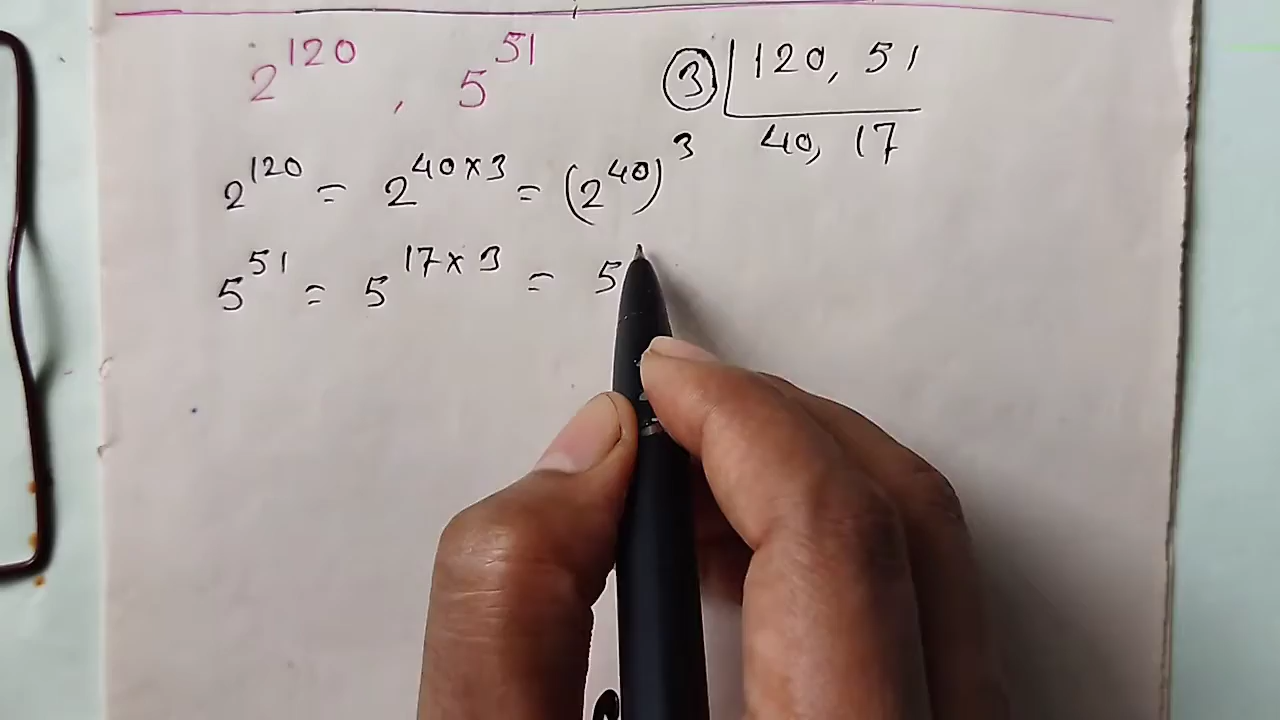 2^120 , 5^51
3 | 120, 51
40, 17
2^120 = 2^40×3 = (2^40)^3
5^51 = 5^17×3 = 5